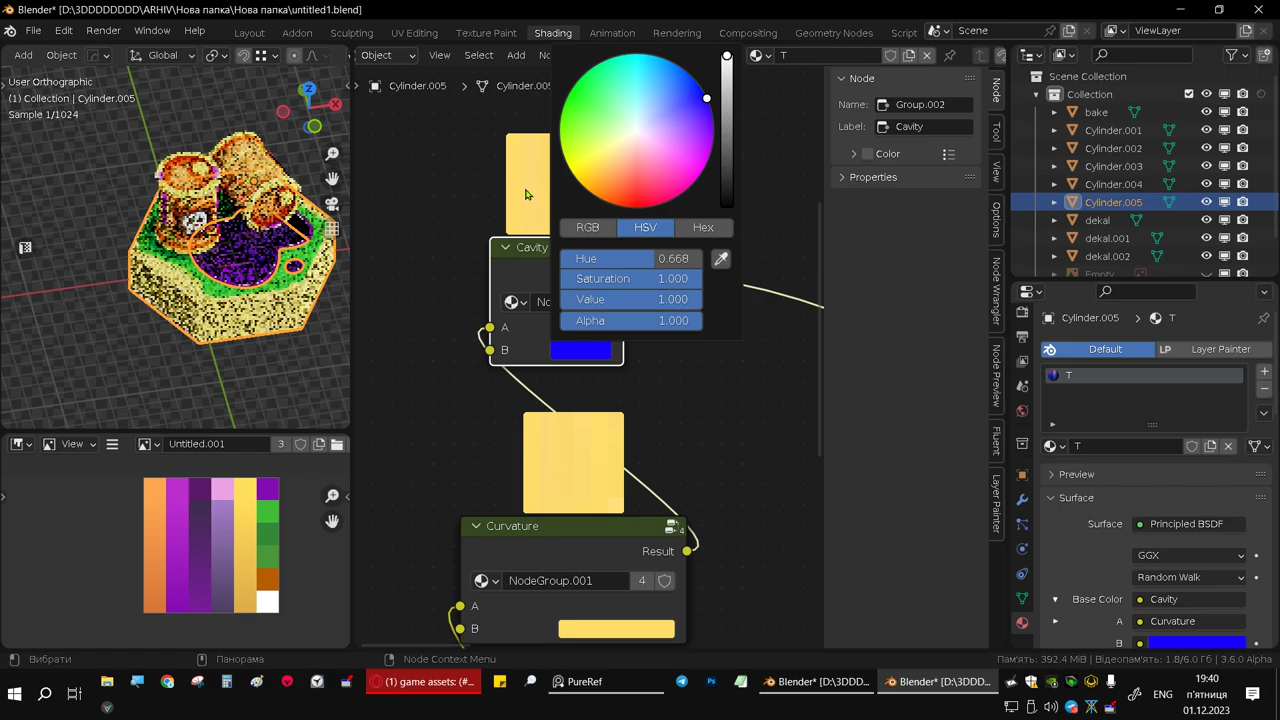 Blender* [D:\3DDDDDDDD\ARHIV\Нова папка\Нова папка\untitled1.blend]
File Edit Render Window Help Layout Addon Sculpting UV Editing Texture Paint Shading Animation Rendering Compositing Geometry Nodes Script Scene ViewLayer
Add Object Global
User Orthographic
(1) Collection | Cylinder.005
Sample 1/1024
Z
X
Object View Select Add T
Cylinder.005 > Cylinder.005
RGB HSV Hex
Hue 0.668
Saturation 1.000
Value 1.000
Alpha 1.000
Cavity
A
B
Curvature
4
Result
NodeGroup.001 4
A
B
Node
Name: Group.002
Label: Cavity
Color
Properties
Node
Tool
View
Options
Node Wrangler
Node Preview
Fluent
Layer Painter
Scene Collection
Collection
bake
Cylinder.001
Cylinder.002
Cylinder.003
Cylinder.004
Cylinder.005
dekal
dekal.001
dekal.002
Empty
Cylinder.005 > T
Default LP Layer Painter
T
T
Preview
Surface
Surface Principled BSDF
GGX
Random Walk
Base Color Cavity
A Curvature
B
View Untitled.001 3
Вибрати Панорама Node Context Menu Пам'ять: 392.4 MiB | Відеопам'ять: 1.8/6.0 Гб | 3.6.0 Alpha
(1) game assets: (#... PureRef Blender* [D:\3DDD... Blender* [D:\3DDD...
ENG
19:40
п'ятниця
01.12.2023